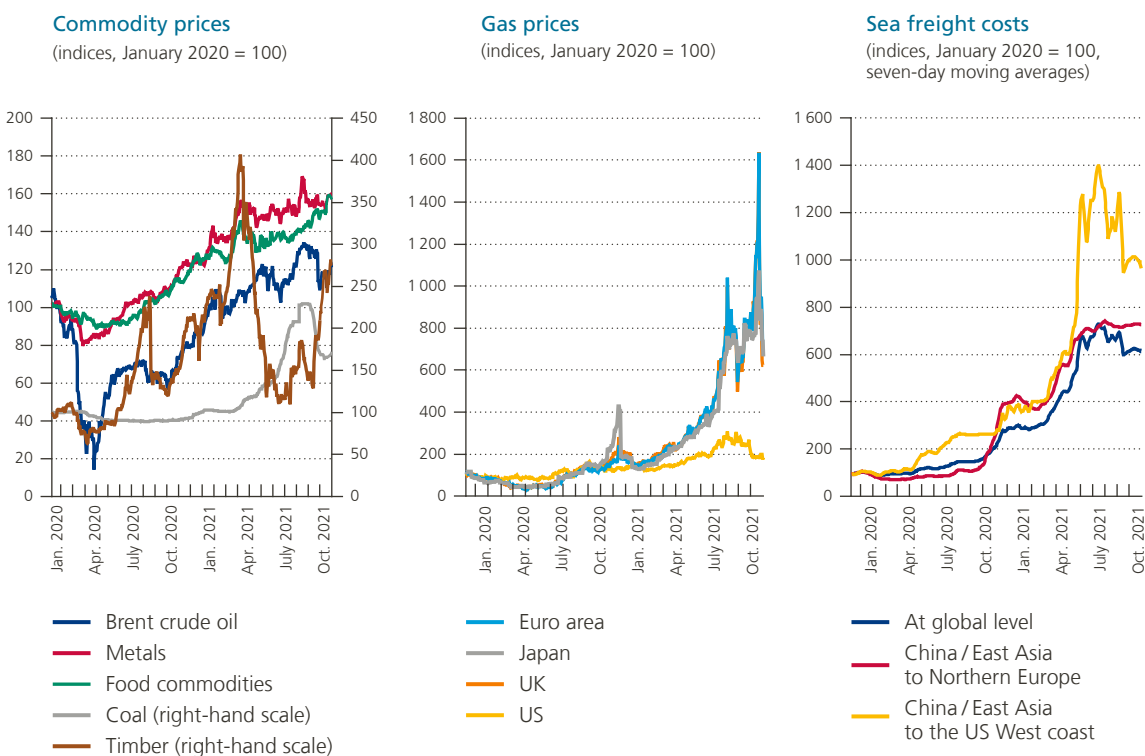 Commodity prices
(indices, January 2020 = 100)
200
180
160
140
120
100
80
60
40
20
0
450
400
350
300
250
200
150
100
50
0
Jan. 2020
Apr. 2020
July 2020
Oct. 2020
Jan. 2021
Apr. 2021
July 2021
Oct. 2021
Brent crude oil
Metals
Food commodities
Coal (right-hand scale)
Timber (right-hand scale)
Gas prices
(indices, January 2020 = 100)
1 800
1 600
1 400
1 200
1 000
800
600
400
200
0
Jan. 2020
Apr. 2020
July 2020
Oct. 2020
Jan. 2021
Apr. 2021
July 2021
Oct. 2021
Euro area
Japan
UK
US
Sea freight costs
(indices, January 2020 = 100,
seven-day moving averages)
1 600
1 400
1 200
1 000
800
600
400
200
0
Jan. 2020
Apr. 2020
July 2020
Oct. 2020
Jan. 2021
Apr. 2021
July 2021
Oct. 2021
At global level
China / East Asia
to Northern Europe
China / East Asia
to the US West coast